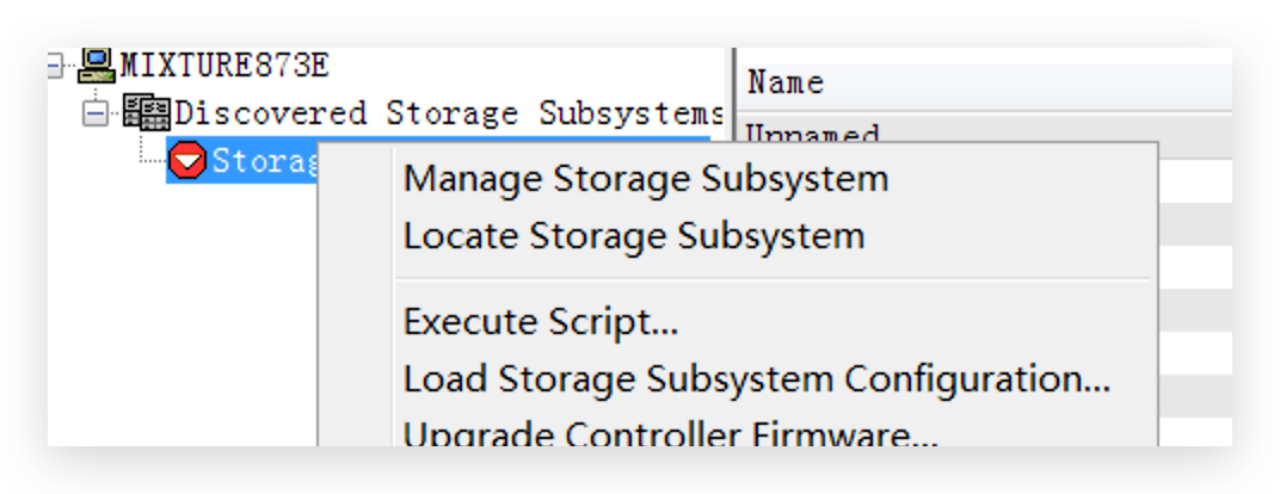 MIXTURE873E
Name
Discovered Storage Subsystems
Unnamed
Manage Storage Subsystem
Locate Storage Subsystem
Execute Script...
Load Storage Subsystem Configuration...
Upgrade Controller Firmware...